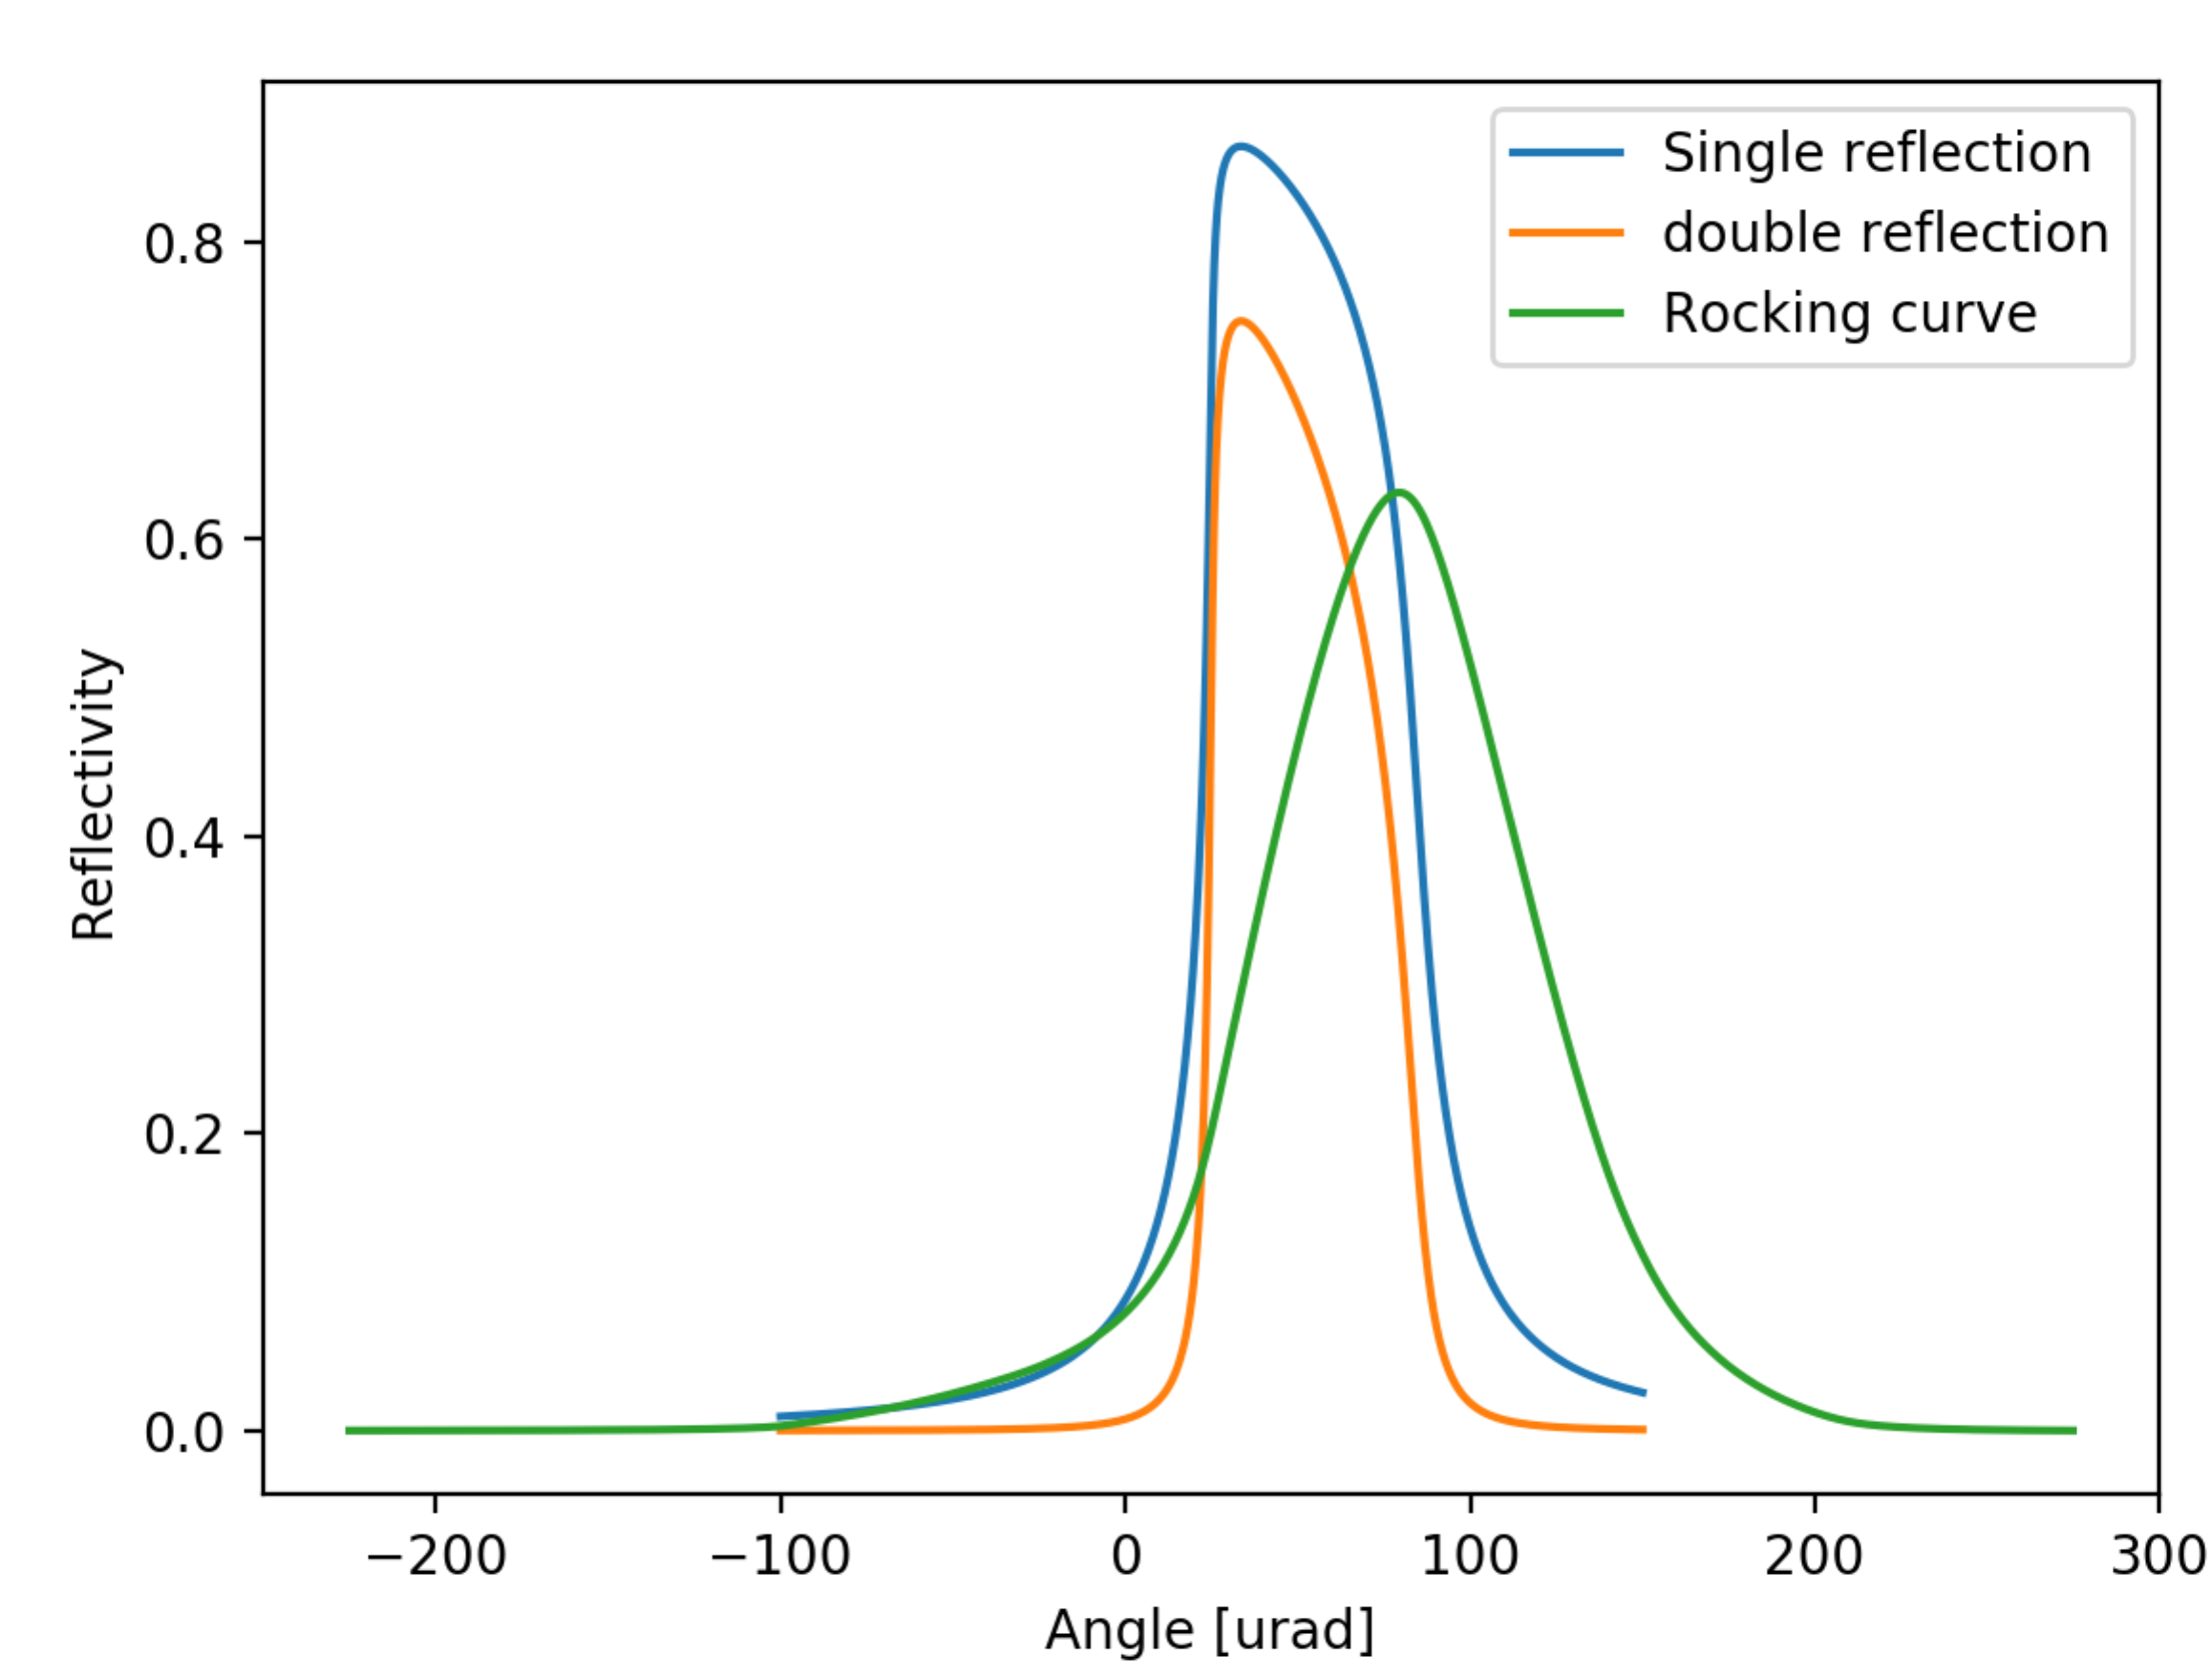 Single reflection
double reflection
Rocking curve
Reflectivity
0.8
0.6
0.4
0.2
0.0
−200 −100 0 100 200 300
Angle [urad]